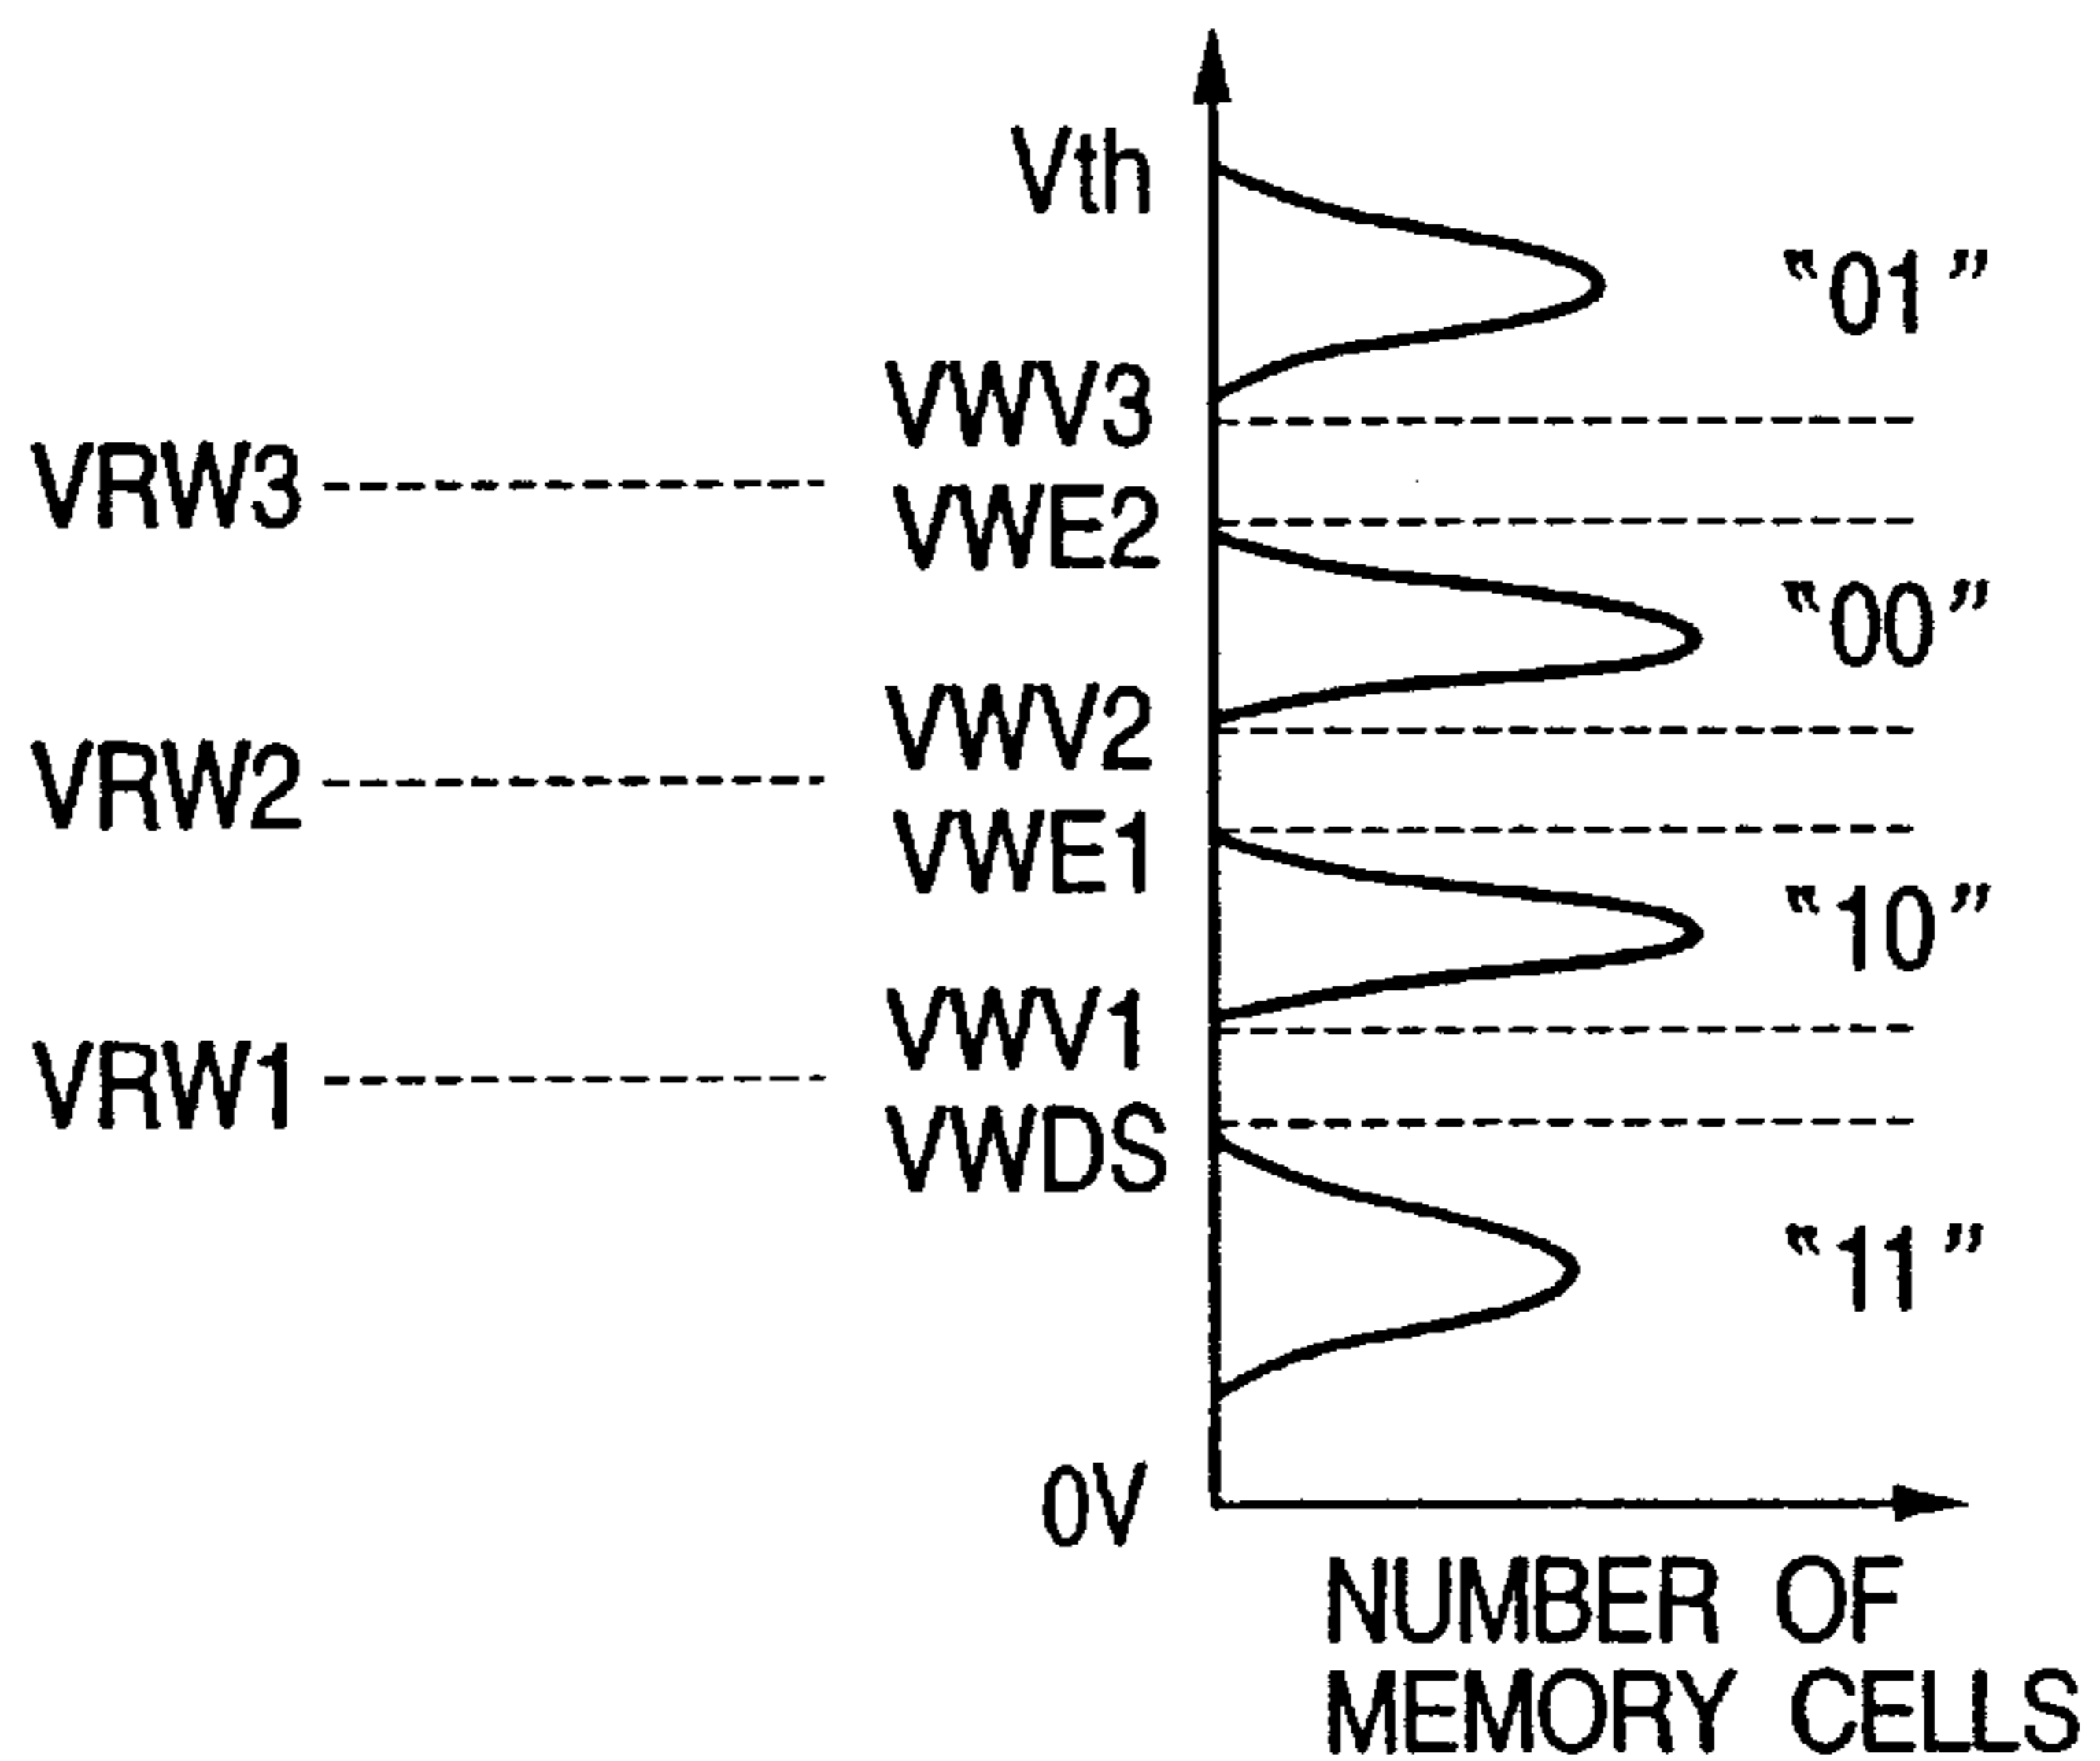 Vth
“01”
VWV3
VRW3
VWE2
“00”
VWV2
VRW2
VWE1
“10”
VWV1
VRW1
VWDS
“11”
0V
NUMBER OF
MEMORY CELLS